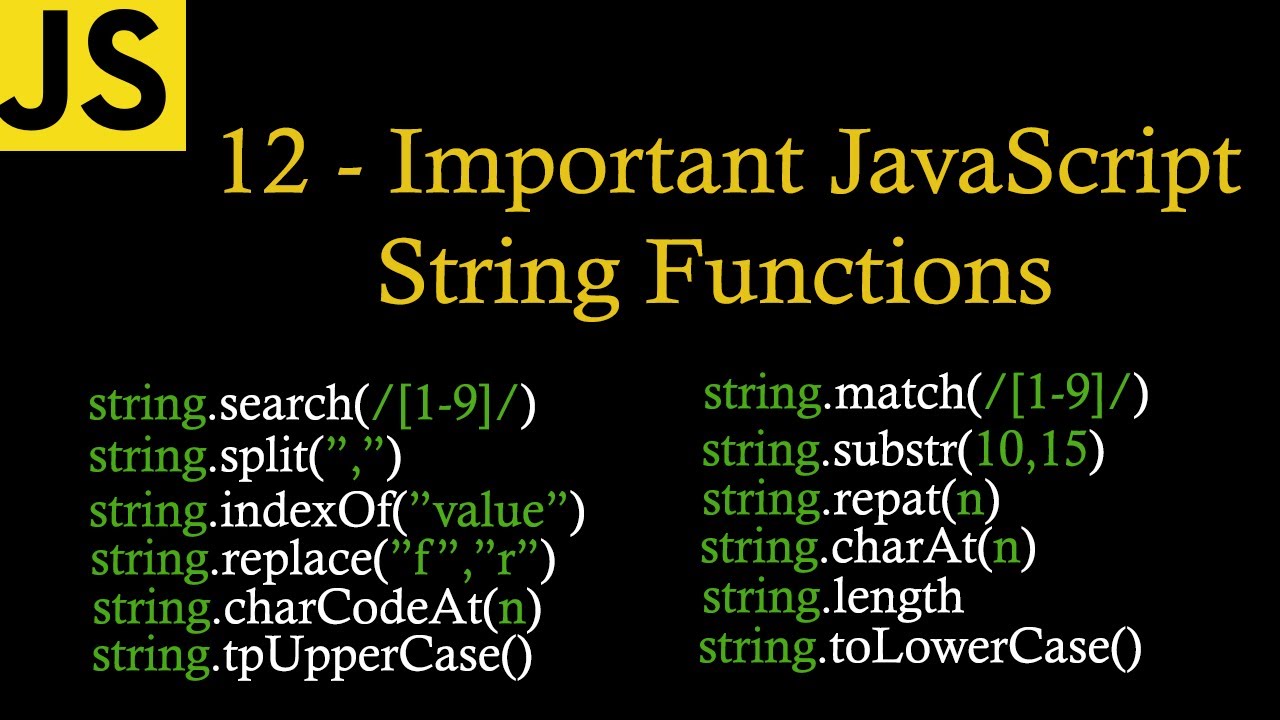 JS
12 - Important JavaScript
String Functions
string.search(/[1-9]/)
string.split(”,”)
string.indexOf(”value”)
string.replace(”f”,”r”)
string.charCodeAt(n)
string.tpUpperCase()
string.match(/[1-9]/)
string.substr(10,15)
string.repat(n)
string.charAt(n)
string.length
string.toLowerCase()